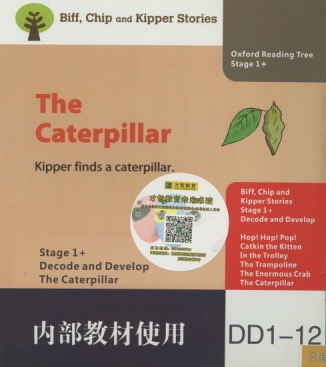 Biff, Chip and Kipper Stories
Oxford Reading Tree
Stage 1+
The
Caterpillar
Kipper finds a caterpillar.
Biff, Chip and
Kipper Stories
Stage 1+
Decode and Develop
Hop! Hop! Pop!
Catkin the Kitten
In the Trolley
The Trampoline
The Enormous Crab
The Caterpillar
Stage 1+
Decode and Develop
The Caterpillar
内部教材使用
DD1-12